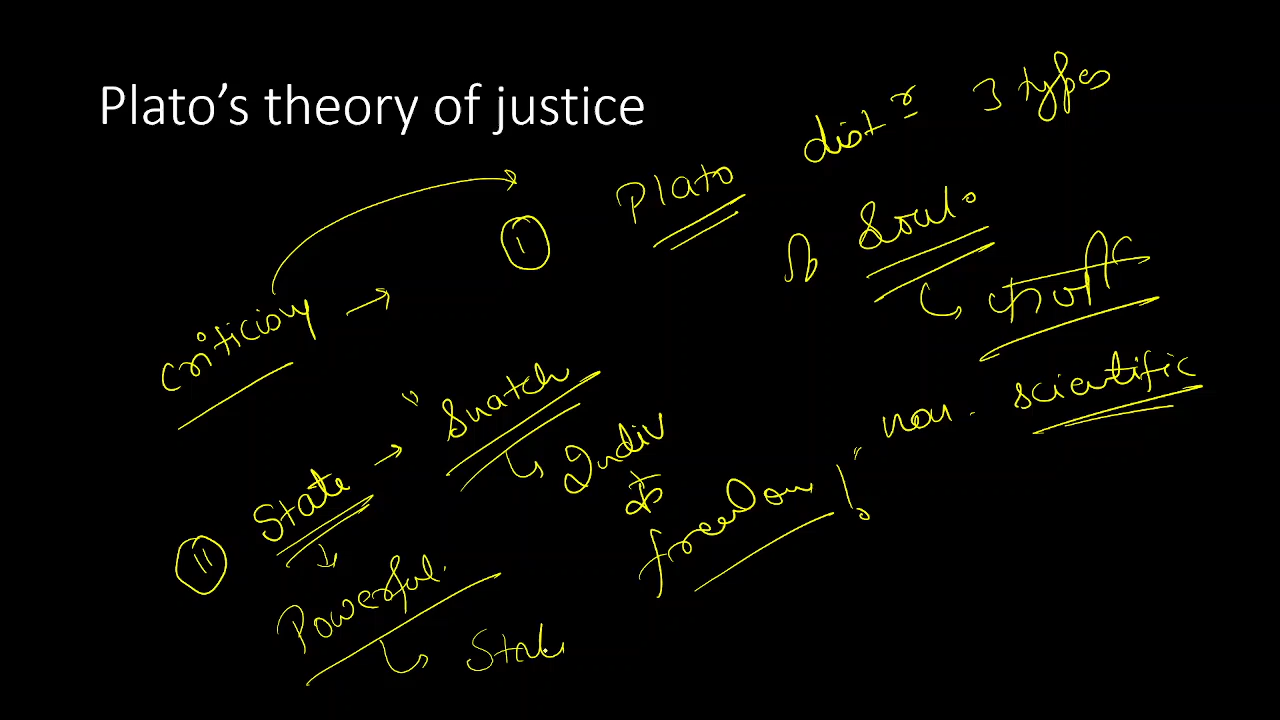 Plato's theory of justice
criticism →
① Plato dist n 3 types
Soul.
non-scientific
⑪ State → "Snatch
Indiv
freedom
Powerful.
State